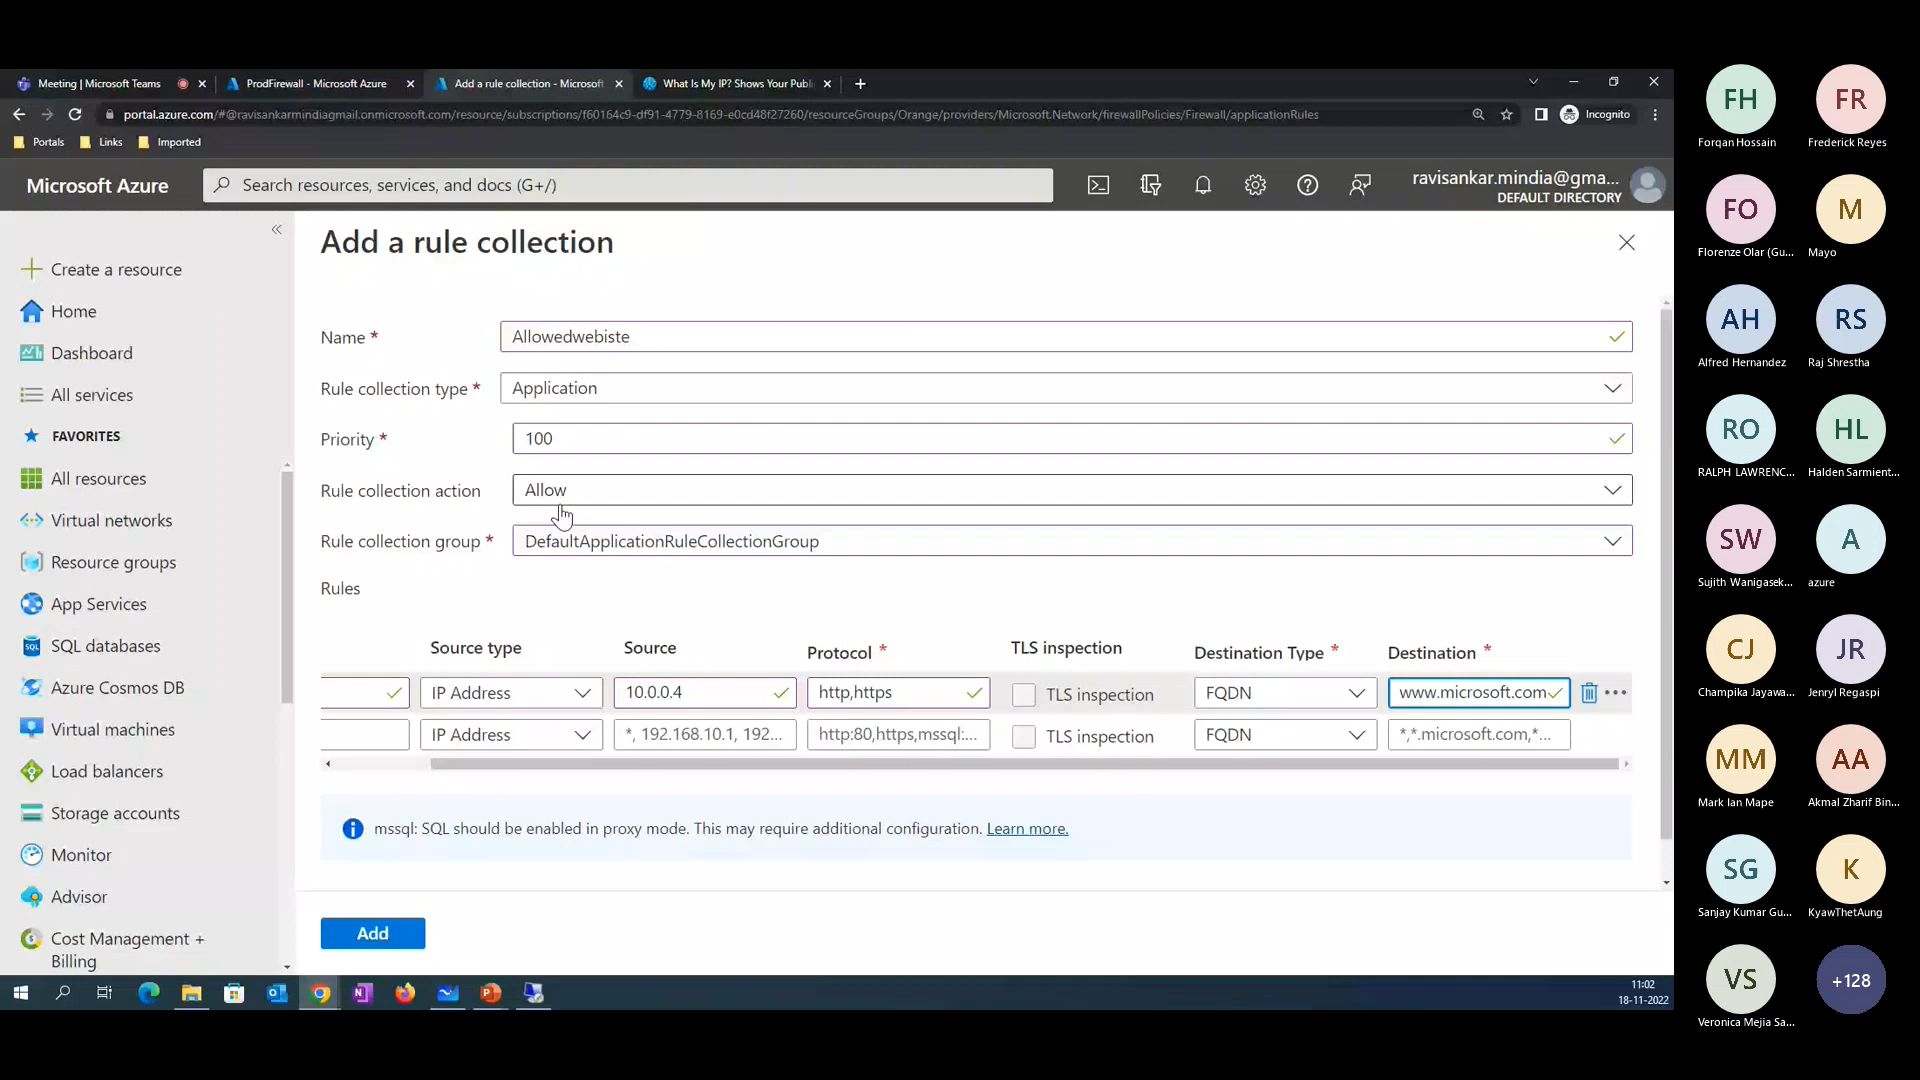 Meeting | Microsoft Teams
ProdFirewall - Microsoft Azure
Add a rule collection - Microsoft
What Is My IP? Shows Your Publ
portal.azure.com/#@ravisankarmindiagmail.onmicrosoft.com/resource/subscriptions/f60164c9-df91-4779-8169-e0cd48f27260/resourceGroups/Orange/providers/Microsoft.Network/firewallPolicies/Firewall/applicationRules
Incognito
Portals
Links
Imported
Microsoft Azure
Search resources, services, and docs (G+/)
ravisankar.mindia@gma...
DEFAULT DIRECTORY
Create a resource
Home
Dashboard
All services
FAVORITES
All resources
Virtual networks
Resource groups
App Services
SQL databases
Azure Cosmos DB
Virtual machines
Load balancers
Storage accounts
Monitor
Advisor
Cost Management +
Billing
Add a rule collection
Name *
Allowedwebiste
Rule collection type *
Application
Priority *
100
Rule collection action
Allow
Rule collection group *
DefaultApplicationRuleCollectionGroup
Rules
Source type Source Protocol * TLS inspection Destination Type * Destination *
IP Address 10.0.0.4 http,https TLS inspection FQDN www.microsoft.com
IP Address *, 192.168.10.1, 192... http:80,https,mssql:... TLS inspection FQDN *,*.microsoft.com,*...
mssql: SQL should be enabled in proxy mode. This may require additional configuration. Learn more.
Add
11:02
18-11-2022
FH
Forqan Hossain
FR
Frederick Reyes
FO
Florenze Olar (Gu...
M
Mayo
AH
Alfred Hernandez
RS
Raj Shrestha
RO
RALPH LAWRENC...
HL
Halden Sarmient...
SW
Sujith Wanigasek...
A
azure
CJ
Champika Jayawa...
JR
Jenryl Regaspi
MM
Mark Ian Mape
AA
Akmal Zharif Bin...
SG
Sanjay Kumar Gu...
K
KyawThetAung
VS
Veronica Mejia Sa...
+128